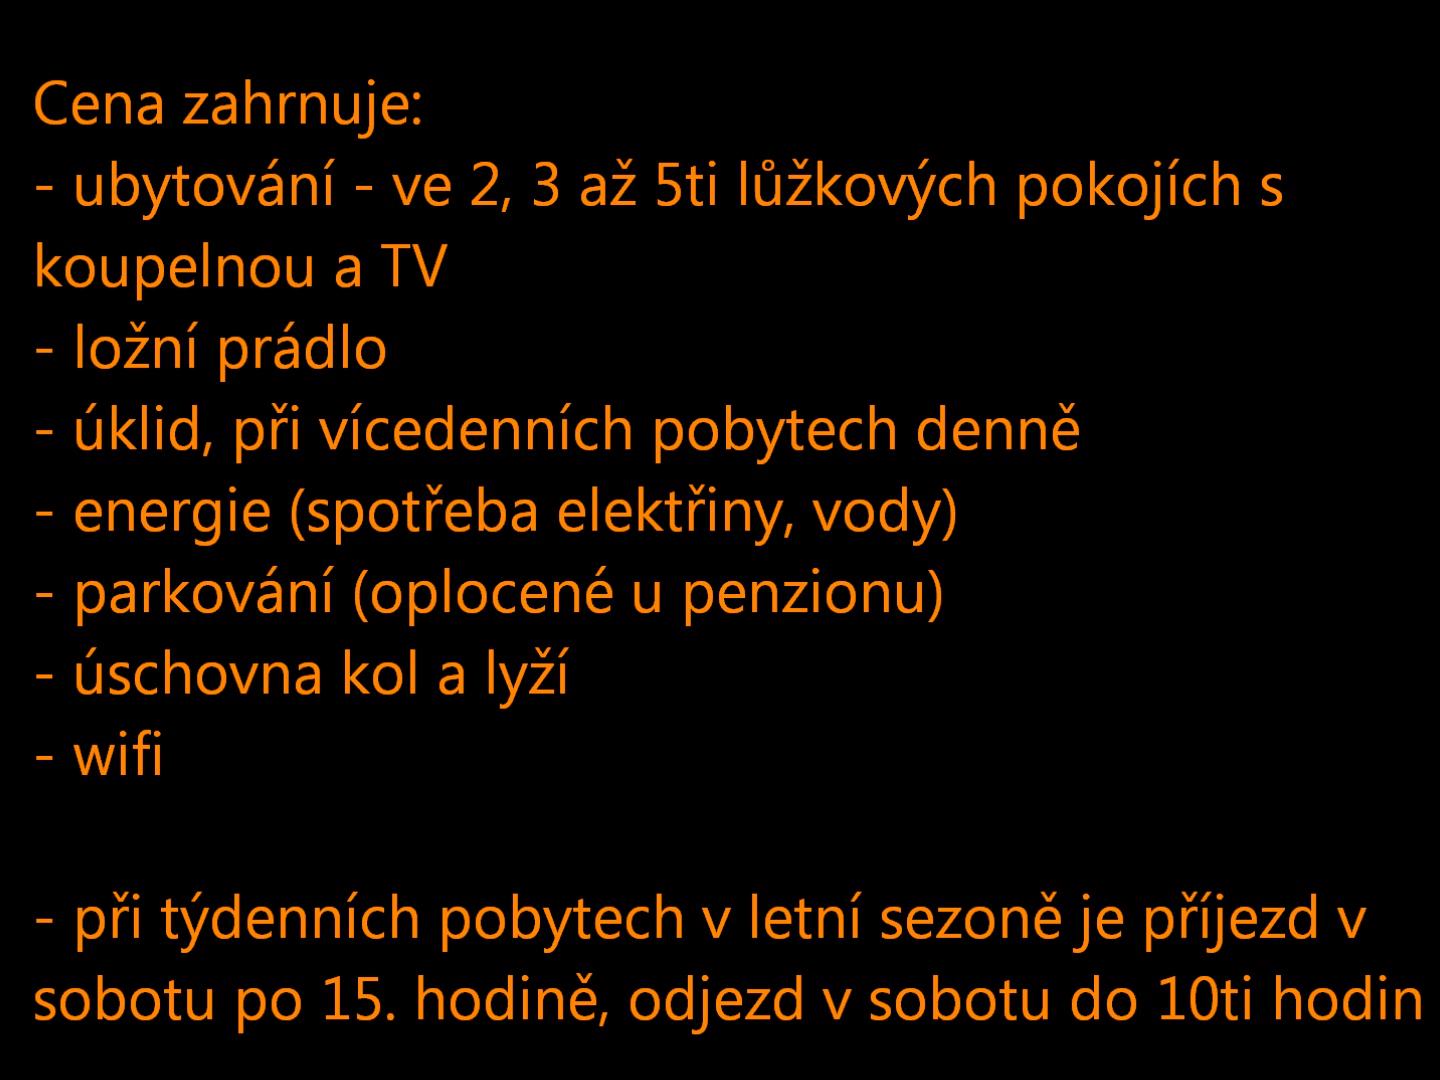 Cena zahrnuje:
- ubytování - ve 2, 3 až 5ti lůžkových pokojích s
koupelnou a TV
- ložní prádlo
- úklid, při vícedenních pobytech denně
- energie (spotřeba elektřiny, vody)
- parkování (oplocené u penzionu)
- úschovna kol a lyží
- wifi
- při týdenních pobytech v letní sezoně je příjezd v
sobotu po 15. hodině, odjezd v sobotu do 10ti hodin